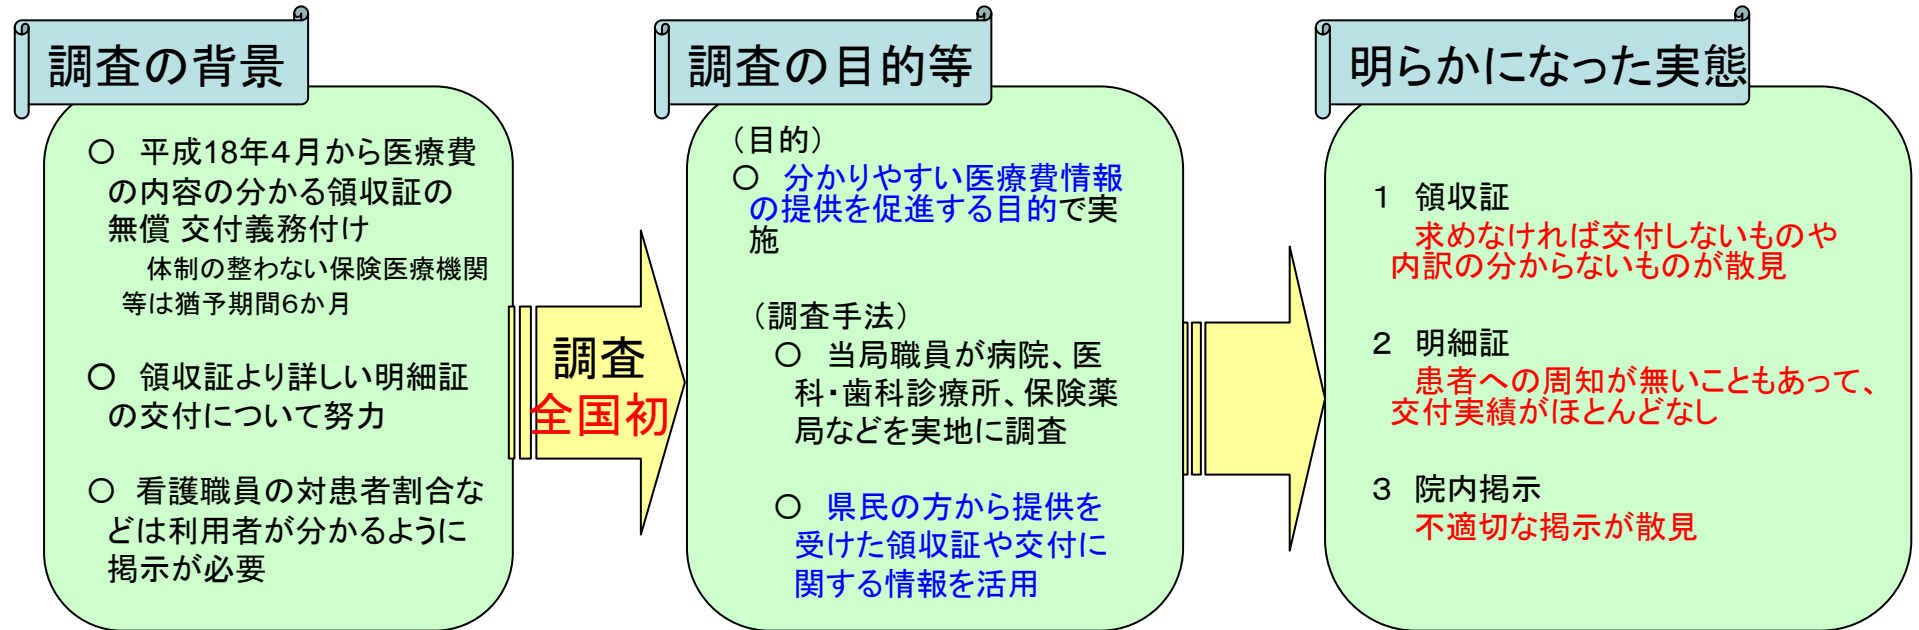 調査の背景
○ 平成18年4月から医療費
の内容の分かる領収証の
無償 交付義務付け
体制の整わない保険医療機関
等は猶予期間6か月
○ 領収証より詳しい明細証
の交付について努力
○ 看護職員の対患者割合な
どは利用者が分かるように
掲示が必要
調査
全国初
調査の目的等
(目的)
○ 分かりやすい医療費情報
の提供を促進する目的で実
施
(調査手法)
○ 当局職員が病院、医
科・歯科診療所、保険薬
局などを実地に調査
○ 県民の方から提供を
受けた領収証や交付に
関する情報を活用
明らかになった実態
1 領収証
求めなければ交付しないものや
内訳の分からないものが散見
2 明細証
患者への周知が無いこともあって、
交付実績がほとんどなし
3 院内掲示
不適切な掲示が散見